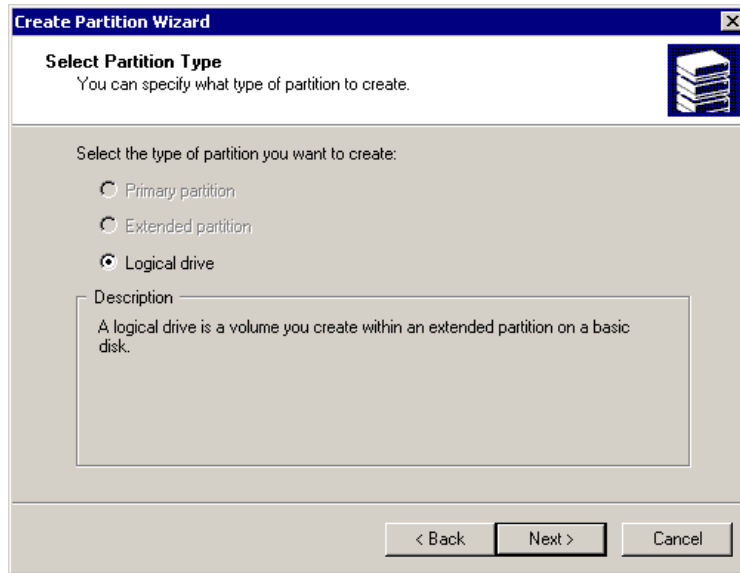 Create Partition Wizard
Select Partition Type
You can specify what type of partition to create.
Select the type of partition you want to create:
Primary partition
Extended partition
Logical drive
Description
A logical drive is a volume you create within an extended partition on a basic
disk.
< Back
Next >
Cancel